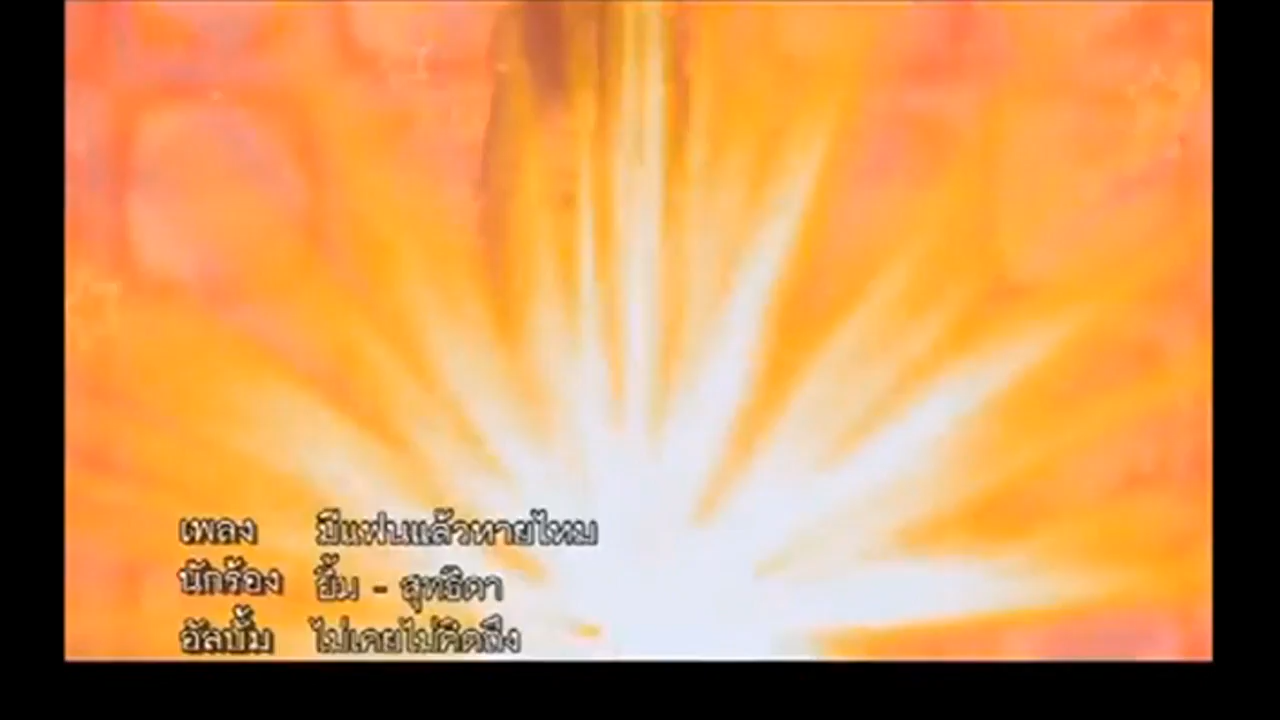 เพลง มีแฟนแล้วทายไหม
นักร้อง ยิ้ม - สุทธิดา
อัลบั้ม ไม่เคยไม่คิดถึง